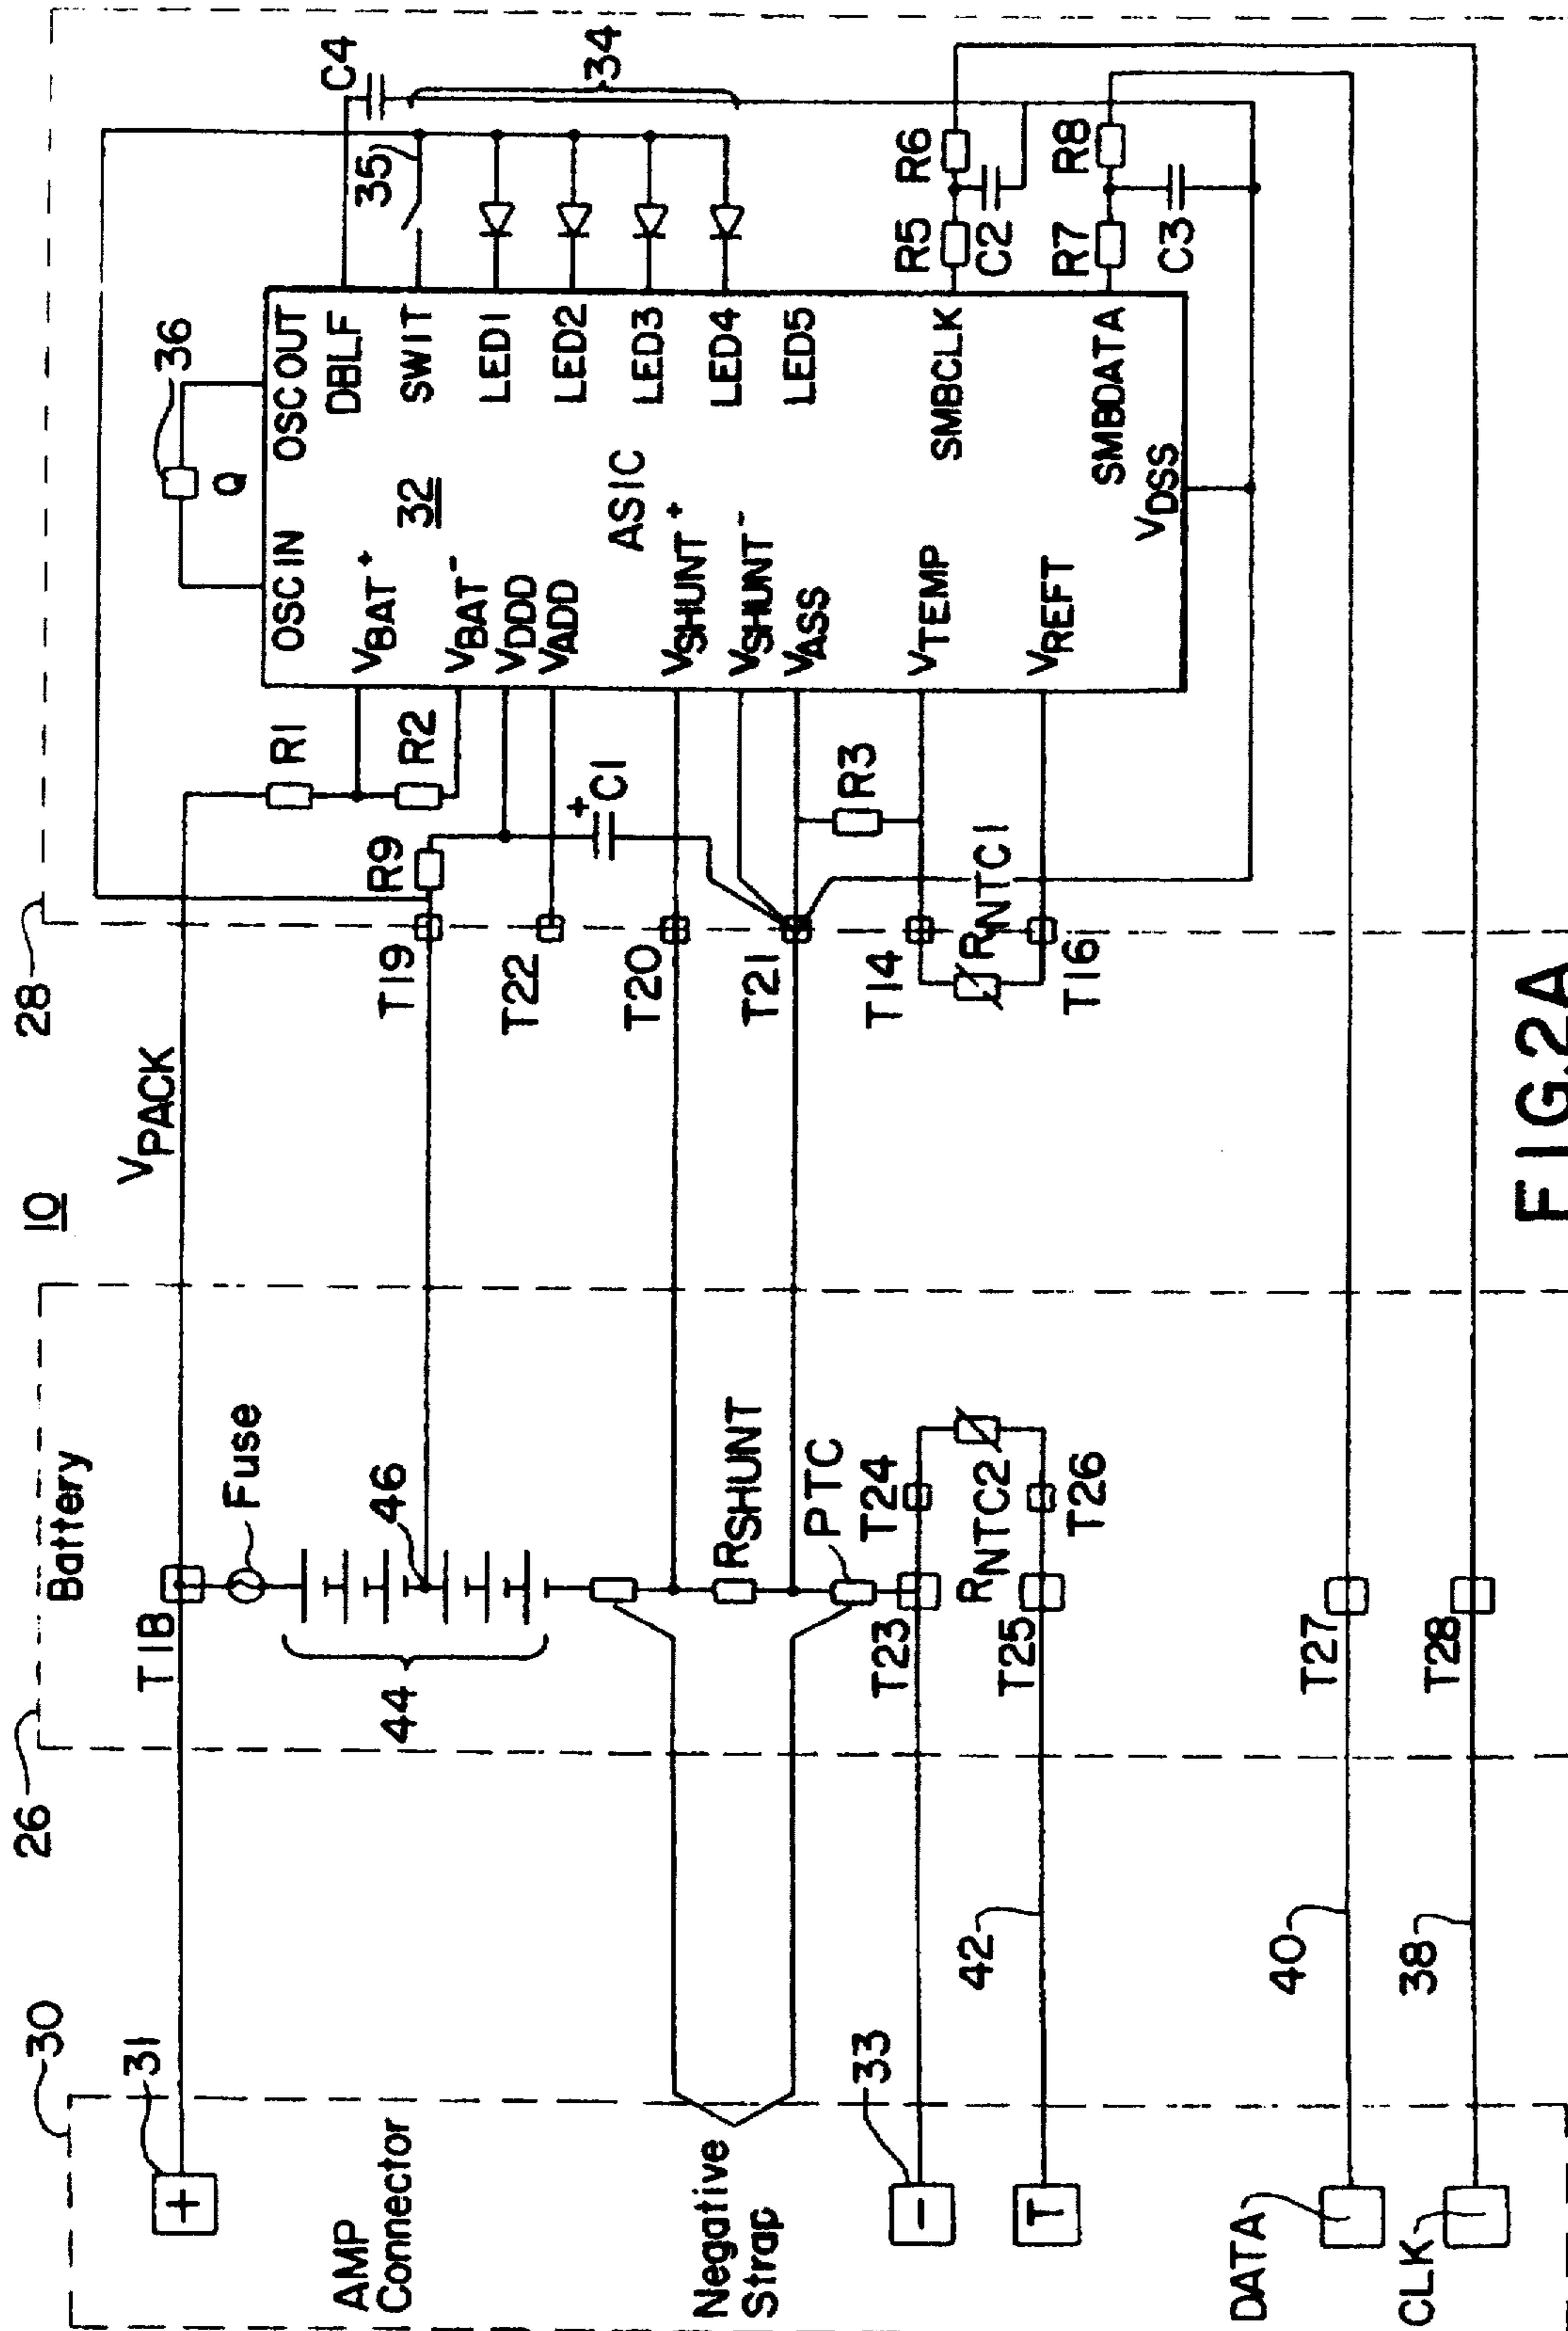 28
10
26
30
VPACK
Battery
31
T1B
Fuse
36
Q
OSCIN
OSCOUT
C4
34
35
DBLF
SWIT
LED1
LED2
LED3
LED4
LED5
SMBCLK
SMBDATA
VDSS
32
ASIC
VBAT+
VBAT-
VDDD
VADD
VSHUNT+
VSHUNT-
VASS
VTEMP
VREFT
R1
R2
R9
+
C1
R3
R5
R6
C2
R7
R8
C3
T19
T22
T20
T21
T14
RNTC1
T16
46
44
RSHUNT
PTC
T24
T23
RNTC2
T26
T25
T27
T28
+
AMP
Connector
Negative
Strap
33
-
T
42
40
38
DATA
CLK
FIG.2A